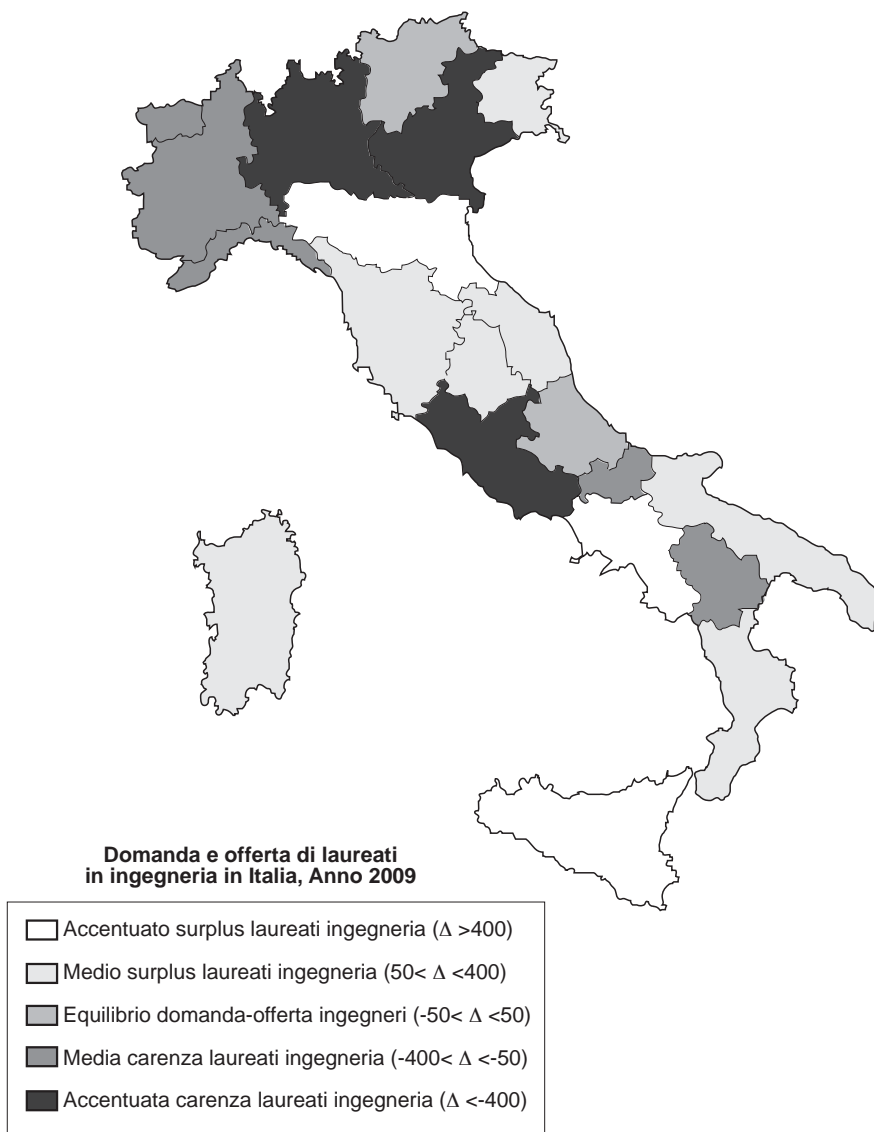 Domanda e offerta di laureati
in ingegneria in Italia, Anno 2009
Accentuato surplus laureati ingegneria (Δ >400)
Medio surplus laureati ingegneria (50< Δ <400)
Equilibrio domanda-offerta ingegneri (-50< Δ <50)
Media carenza laureati ingegneria (-400< Δ <-50)
Accentuata carenza laureati ingegneria (Δ <-400)